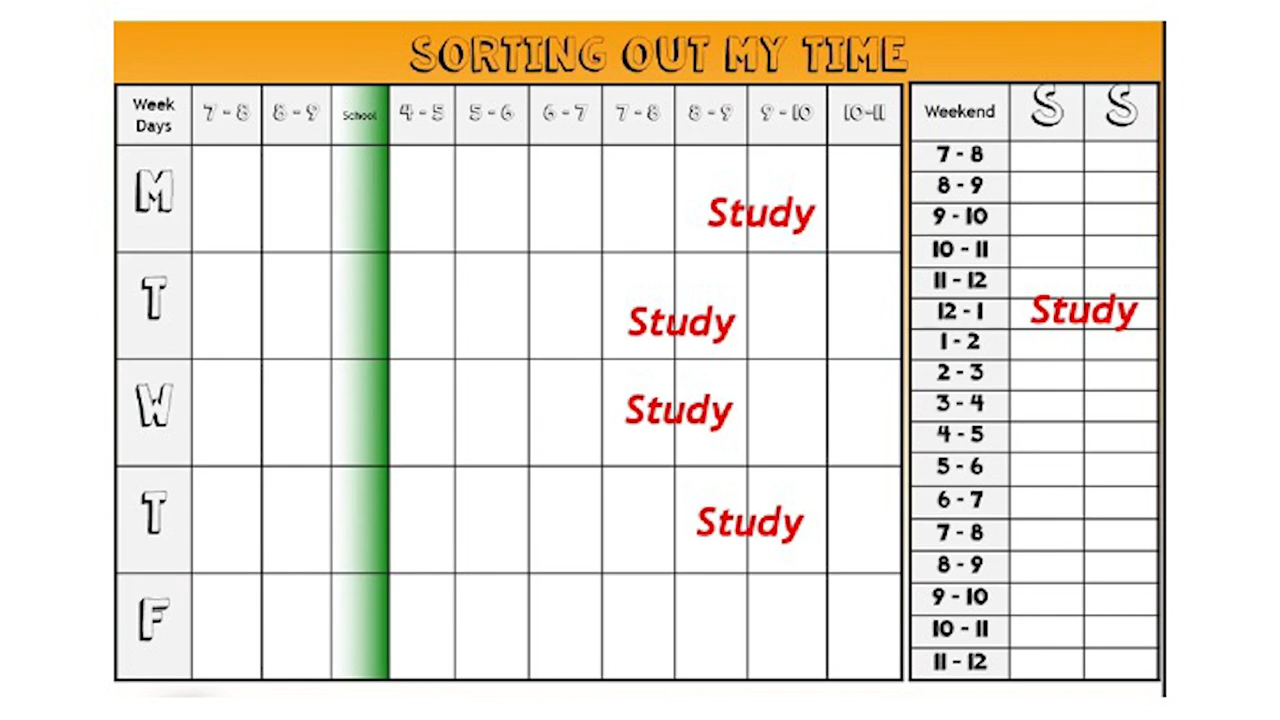 SORTING OUT MY TIME
Week Days 7 - 8 8 - 9 School 4 - 5 5 - 6 6 - 7 7 - 8 8 - 9 9 - 10 10-11
M Study
T Study
W Study
T Study
F
Weekend S S
7 - 8
8 - 9
9 - 10
10 - 11
11 - 12
12 - 1 Study
1 - 2
2 - 3
3 - 4
4 - 5
5 - 6
6 - 7
7 - 8
8 - 9
9 - 10
10 - 11
11 - 12